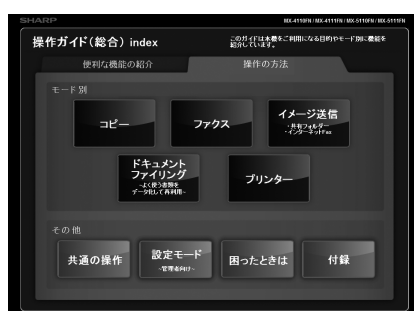 SHARP
MX-4110FN / MX-4111FN / MX-5110FN / MX-5111FN
操作ガイド(総合) index
このガイドは本機をご利用になる目的やモード別に機能を
紹介しています。
便利な機能の紹介
操作の方法
モード別
コピー
ファクス
イメージ送信
・共有フォルダー
・インターネットFax
ドキュメント
ファイリング
~よく使う書類を
データ化して再利用~
プリンター
その他
共通の操作
設定モード
~管理者向け~
困ったときは
付録